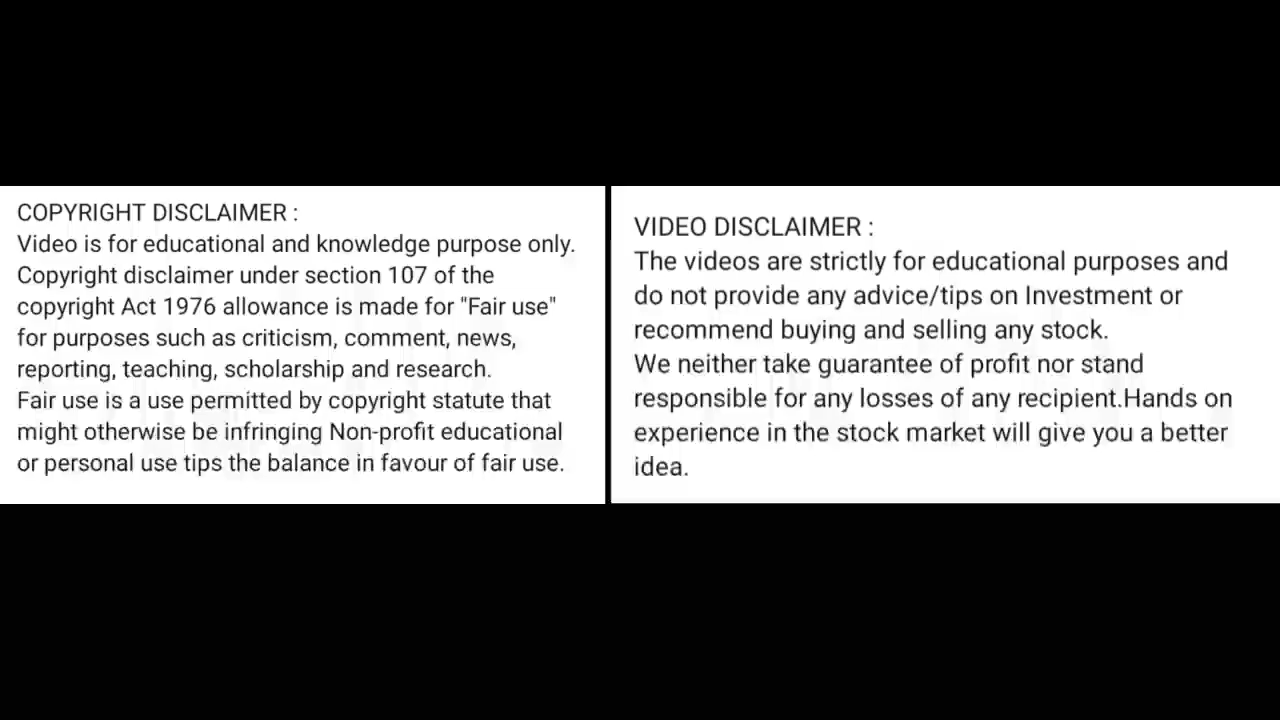 COPYRIGHT DISCLAIMER :
Video is for educational and knowledge purpose only.
Copyright disclaimer under section 107 of the
copyright Act 1976 allowance is made for "Fair use"
for purposes such as criticism, comment, news,
reporting, teaching, scholarship and research.
Fair use is a use permitted by copyright statute that
might otherwise be infringing Non-profit educational
or personal use tips the balance in favour of fair use.
VIDEO DISCLAIMER :
The videos are strictly for educational purposes and
do not provide any advice/tips on Investment or
recommend buying and selling any stock.
We neither take guarantee of profit nor stand
responsible for any losses of any recipient.Hands on
experience in the stock market will give you a better
idea.